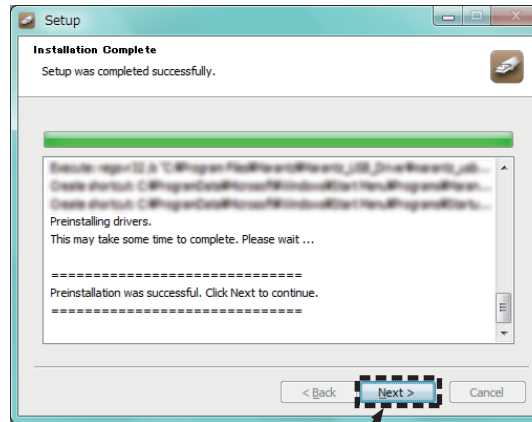 Setup
Installation Complete
Setup was completed successfully.
Preinstalling drivers.
This may take some time to complete. Please wait ...
==============================
Preinstallation was successful. Click Next to continue.
==============================
< Back
Next >
Cancel